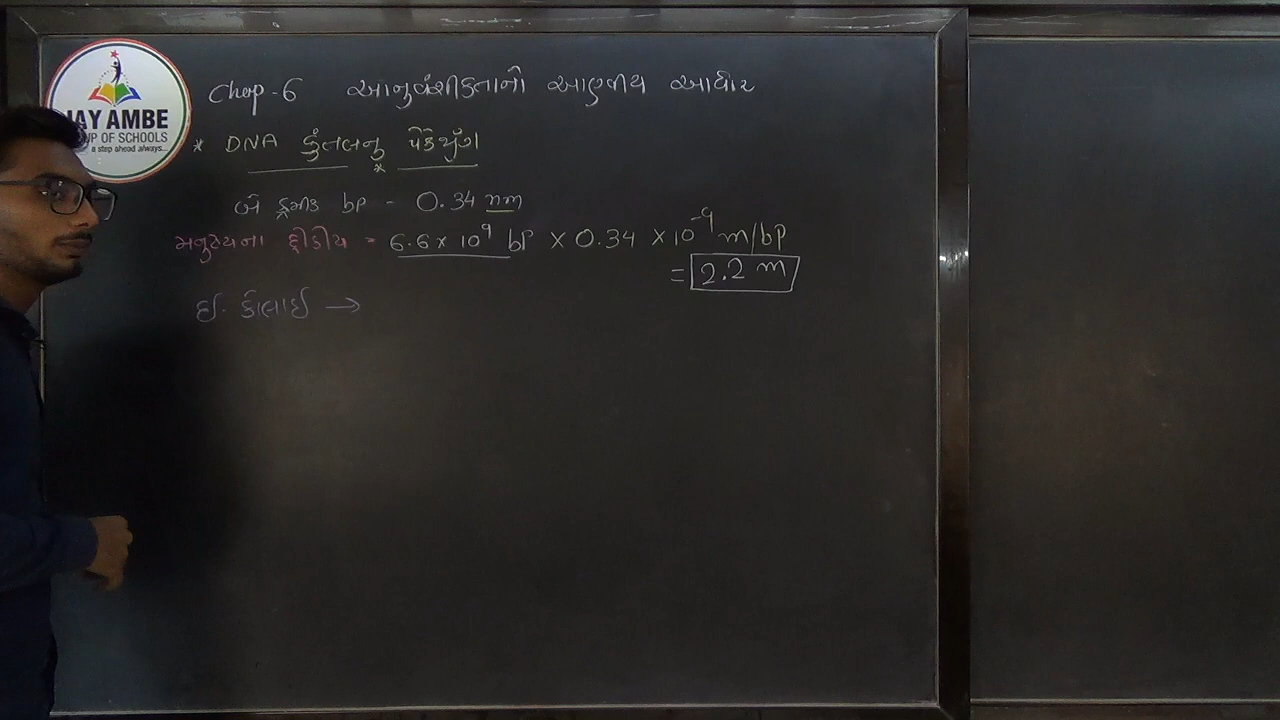 JAY AMBE
UP OF SCHOOLS
a step ahead always...
Chap - 6 આનુવંશીકતાનો આણ્વીય આધાર
* DNA કુંતલનુ પેકેજીંગ
*
બે ક્રમીક bp - 0.34 nm
મનુષ્યના દ્વીકીય = 6.6 × 10⁹ bp × 0.34 × 10⁻⁹ m/bp
= 2.2 m
ઈ. કોલાઈ →